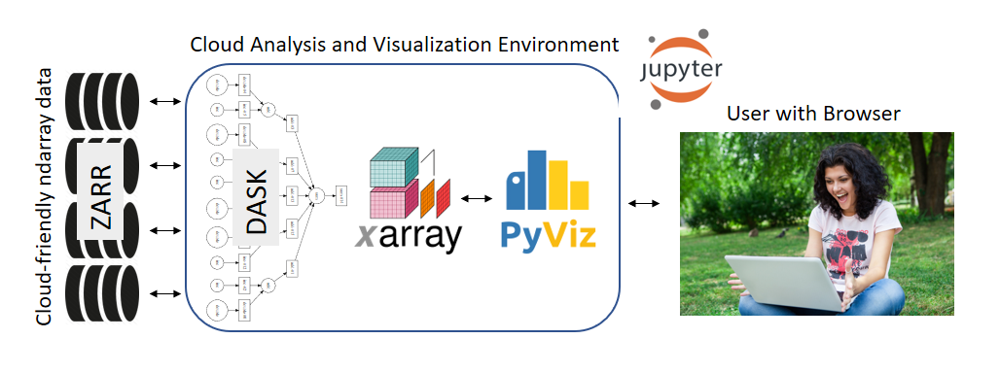 Cloud Analysis and Visualization Environment
jupyter
User with Browser
Cloud-friendly ndarray data
ZARR
DASK
xarray
PyViz